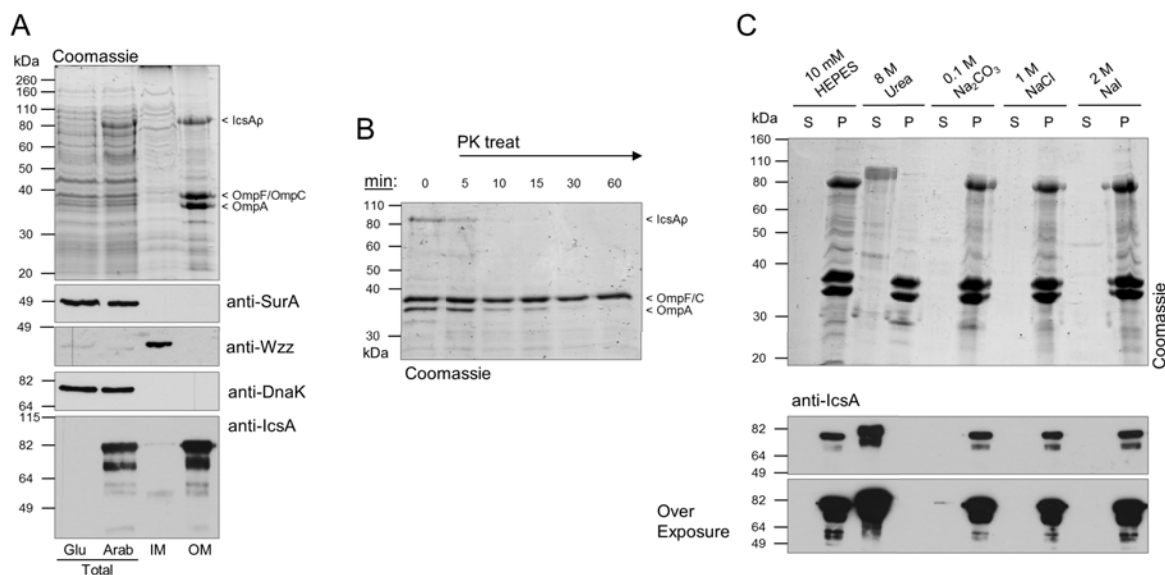 A
Coomassie
kDa
260
160
110
80
60
50
40
30
20
< IcsAp
< OmpF/OmpC
< OmpA
49
anti-SurA
49
anti-Wzz
82
64
anti-DnaK
115
82
64
49
anti-IcsA
Glu Arab IM OM
Total
B
PK treat
min: 0 5 10 15 30 60
110
80
60
50
40
30
kDa
< IcsAp
< OmpF/C
< OmpA
Coomassie
C
10 mM HEPES
8 M Urea
0.1 M Na₂CO₃
1 M NaCl
2 M NaI
kDa S P S P S P S P S P
160
110
80
60
50
40
30
20
Coomassie
anti-IcsA
82
64
49
Over
Exposure
82
64
49